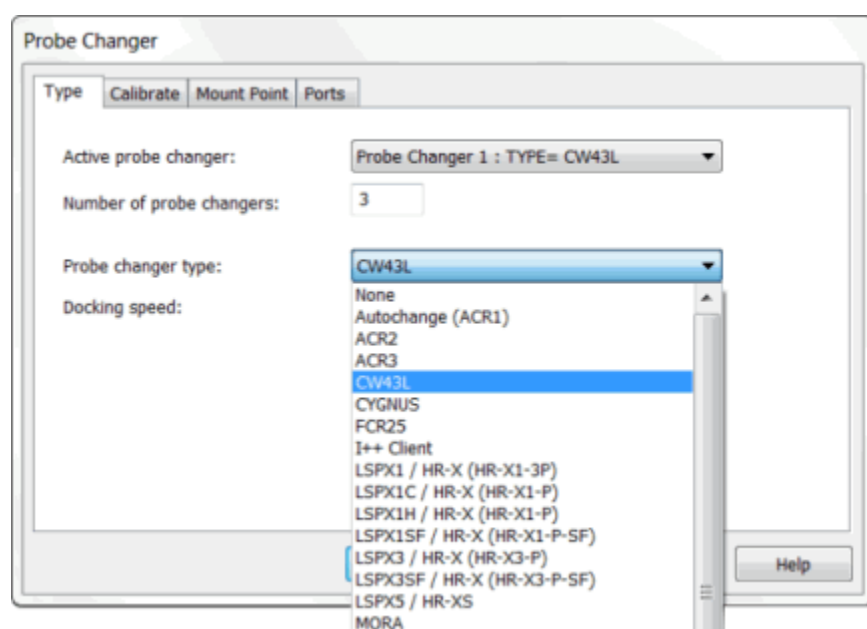 Probe Changer
Type Calibrate Mount Point Ports
Active probe changer: Probe Changer 1 : TYPE= CW43L
Number of probe changers: 3
Probe changer type: CW43L
Docking speed:
None
Autochange (ACR1)
ACR2
ACR3
CW43L
CYGNUS
FCR25
I++ Client
LSPX1 / HR-X (HR-X1-3P)
LSPX1C / HR-X (HR-X1-P)
LSPX1H / HR-X (HR-X1-P)
LSPX1SF / HR-X (HR-X1-P-SF)
LSPX3 / HR-X (HR-X3-P)
LSPX3SF / HR-X (HR-X3-P-SF)
LSPX5 / HR-XS
MORA
Help